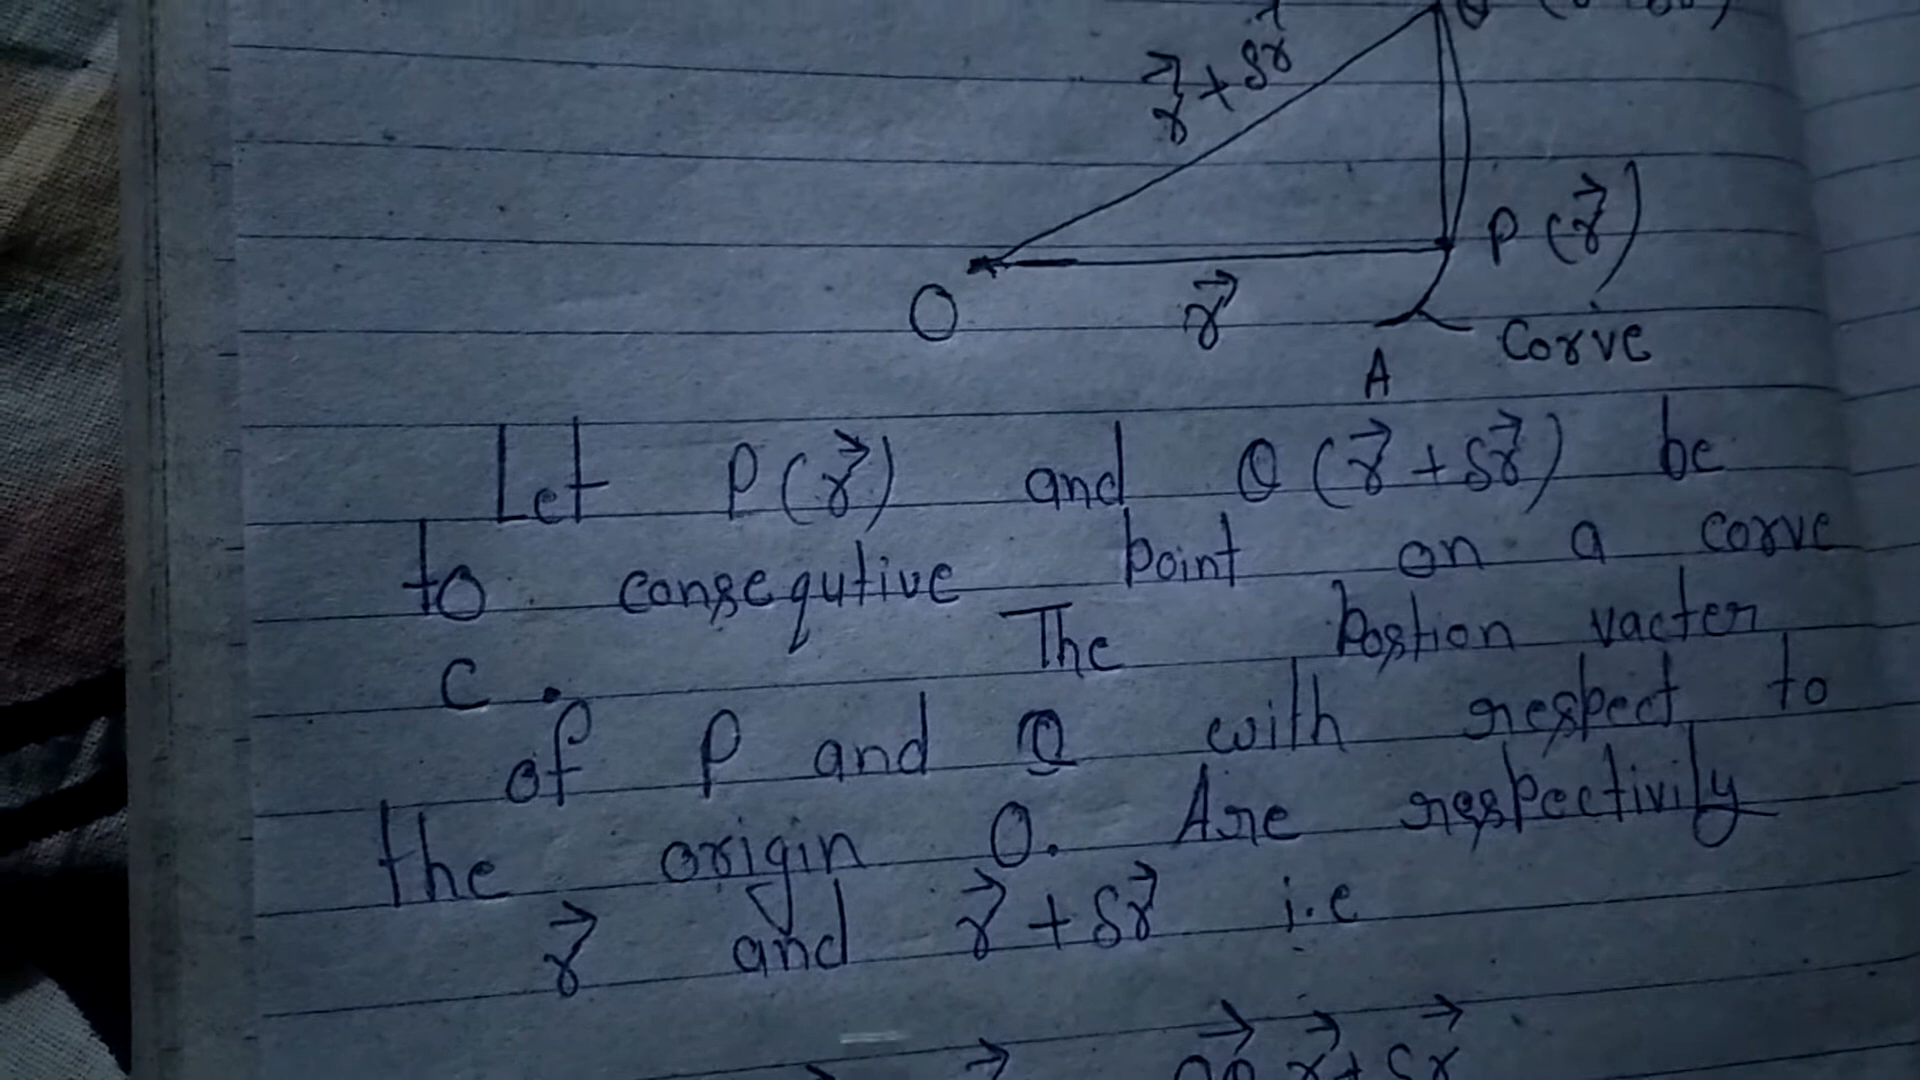 r⃗ + δr⃗
P (r⃗)
O
r⃗
Corve
A
Let P(r⃗) and Q(r⃗ + δr⃗) be
to consequtive point on a corve
C. The postion vacter
of P and Q with respect to
the origin O. Are respectivily
r⃗ and r⃗ + δr⃗ i.e
r⃗ + δr⃗